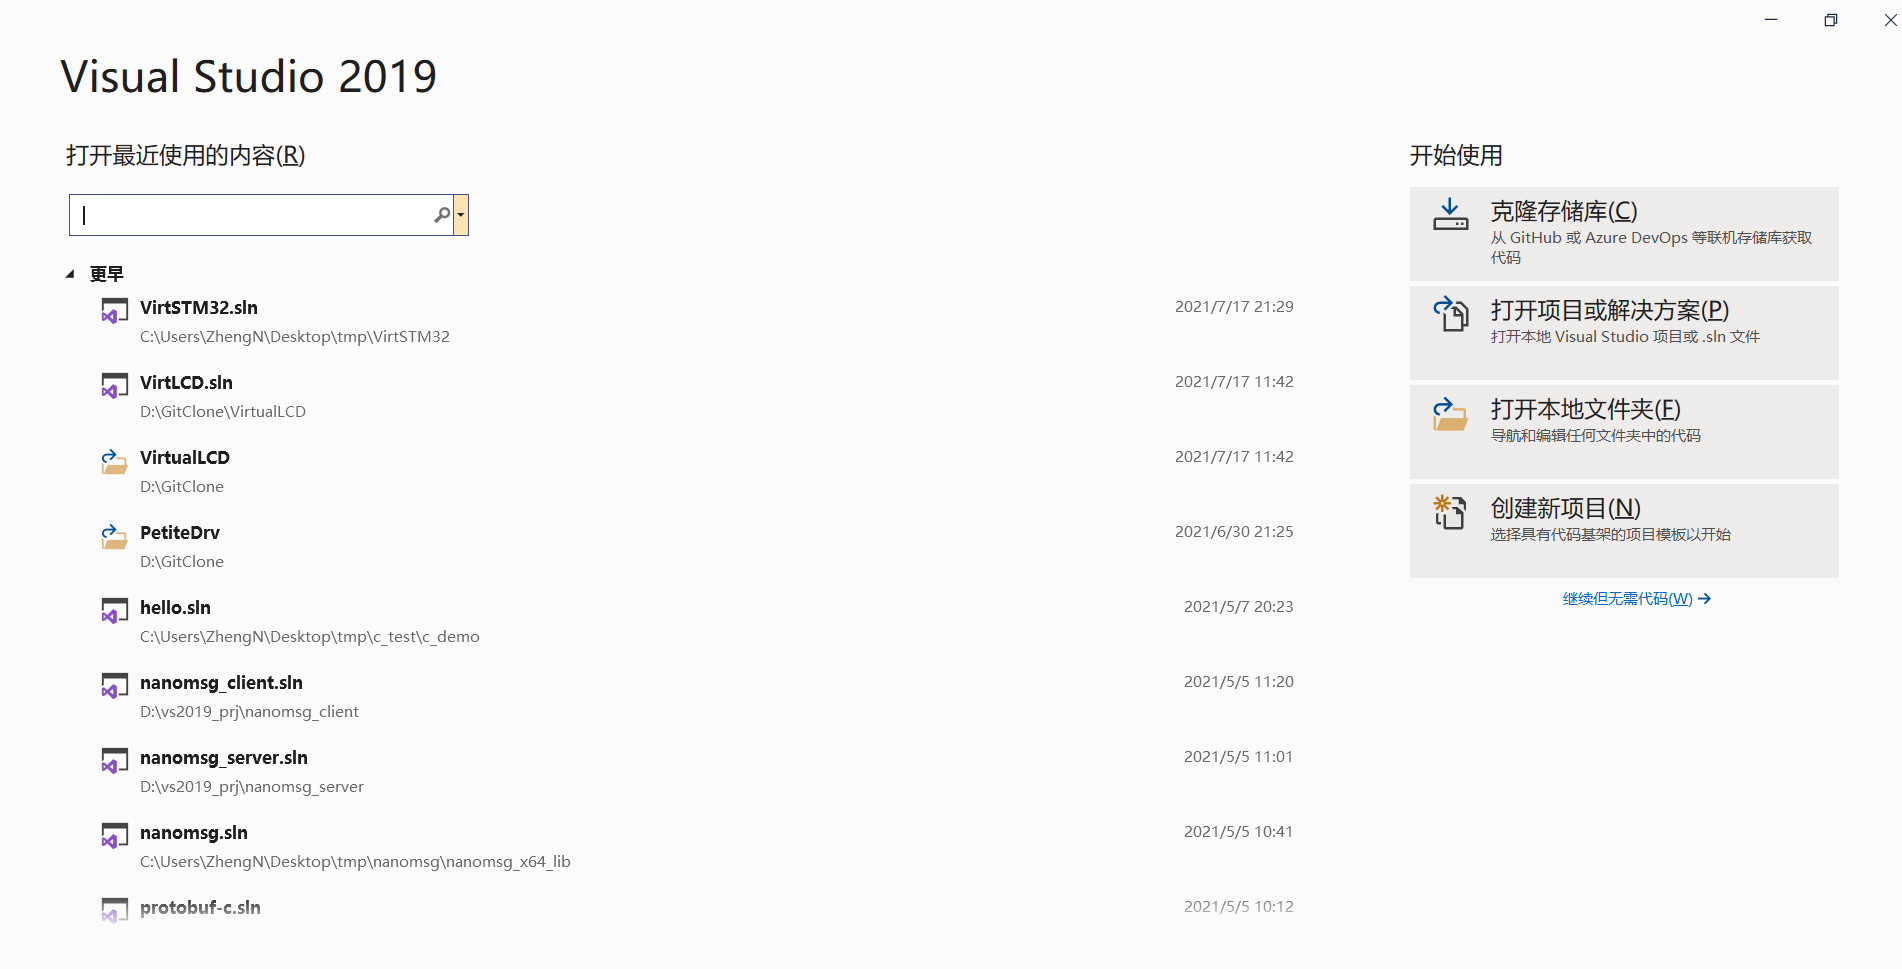 Visual Studio 2019
打开最近使用的内容(R)
更早
VirtSTM32.sln 2021/7/17 21:29
C:\Users\ZhengN\Desktop\tmp\VirtSTM32
VirtLCD.sln 2021/7/17 11:42
D:\GitClone\VirtualLCD
VirtualLCD 2021/7/17 11:42
D:\GitClone
PetiteDrv 2021/6/30 21:25
D:\GitClone
hello.sln 2021/5/7 20:23
C:\Users\ZhengN\Desktop\tmp\c_test\c_demo
nanomsg_client.sln 2021/5/5 11:20
D:\vs2019_prj\nanomsg_client
nanomsg_server.sln 2021/5/5 11:01
D:\vs2019_prj\nanomsg_server
nanomsg.sln 2021/5/5 10:41
C:\Users\ZhengN\Desktop\tmp\nanomsg\nanomsg_x64_lib
protobuf-c.sln 2021/5/5 10:12
开始使用
克隆存储库(C)
从 GitHub 或 Azure DevOps 等联机存储库获取
代码
打开项目或解决方案(P)
打开本地 Visual Studio 项目或 .sln 文件
打开本地文件夹(F)
导航和编辑任何文件夹中的代码
创建新项目(N)
选择具有代码基架的项目模板以开始
继续但无需代码(W) →